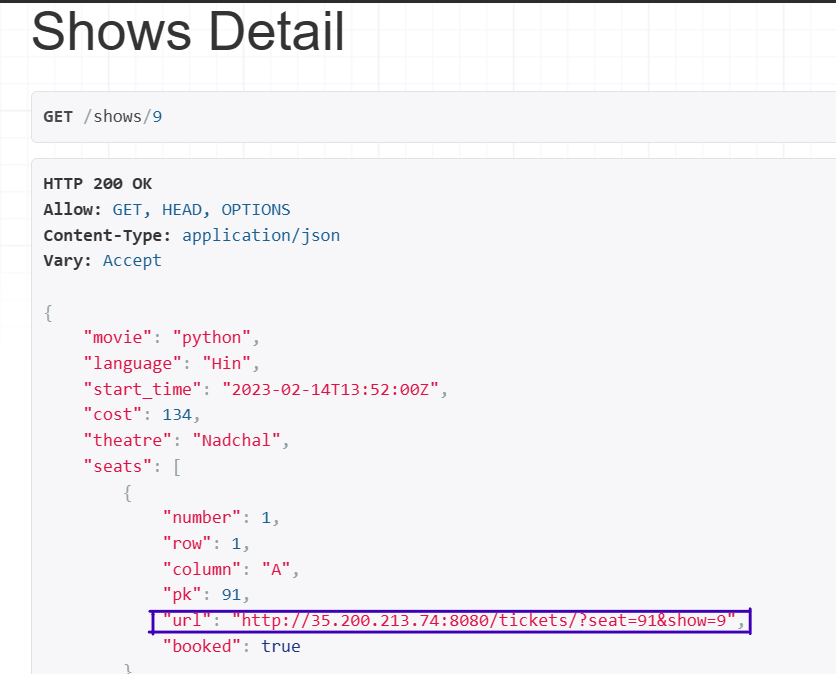 Shows Detail
GET /shows/9
HTTP 200 OK
Allow: GET, HEAD, OPTIONS
Content-Type: application/json
Vary: Accept
{
"movie": "python",
"language": "Hin",
"start_time": "2023-02-14T13:52:00Z",
"cost": 134,
"theatre": "Nadchal",
"seats": [
{
"number": 1,
"row": 1,
"column": "A",
"pk": 91,
"url": "http://35.200.213.74:8080/tickets/?seat=91&show=9",
"booked": true
}